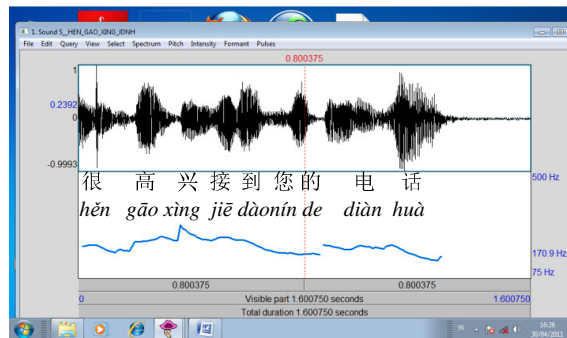 1. Sound S_HEN_GAO_XING_JDNH
File Edit Query View Select Spectrum Pitch Intensity Formant Pulses
0.800375
1
0.2392
0
-0.9993
很 高 兴 接 到 您 的 电 话
500 Hz
hěn gāo xìng jiē dàonín de diàn huà
170.9 Hz
75 Hz
0.800375 0.800375
0 Visible part 1.600750 seconds 1.600750
Total duration 1.600750 seconds
IN 16:26
30/04/2011